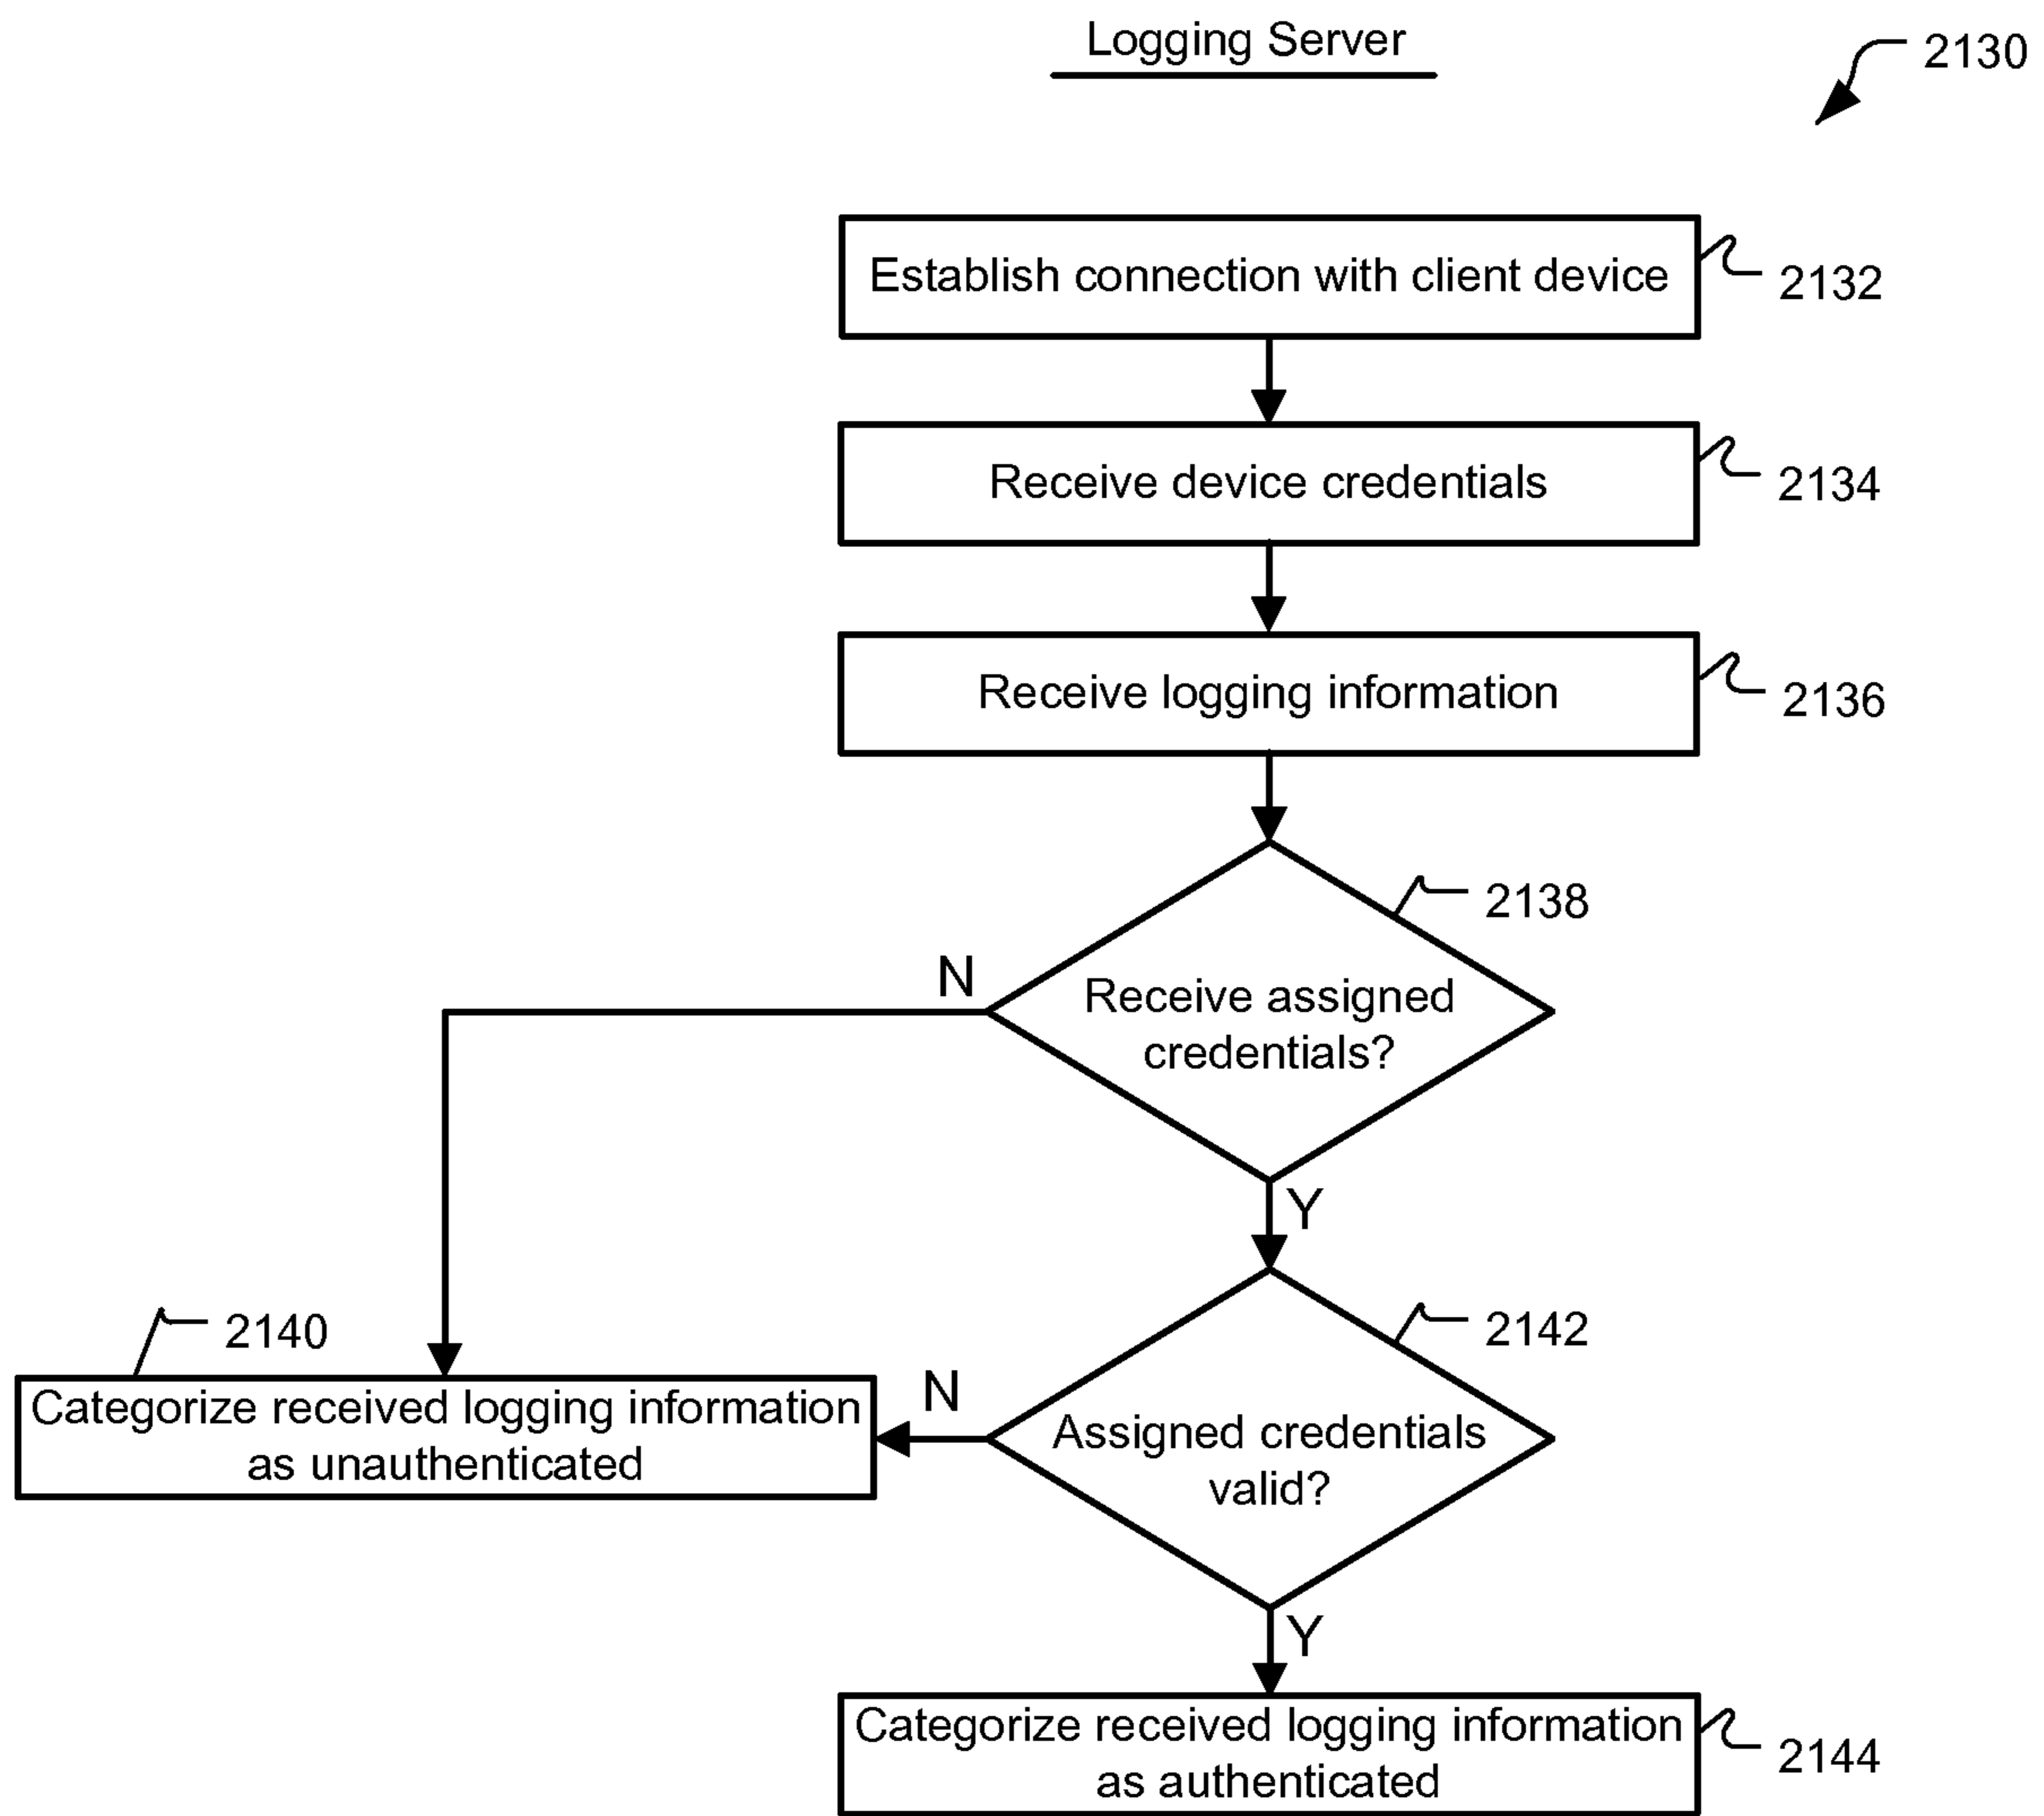 Logging Server
2130
Establish connection with client device
2132
Receive device credentials
2134
Receive logging information
2136
2138
N
Receive assigned
credentials?
Y
2140
2142
Categorize received logging information
as unauthenticated
N
Assigned credentials
valid?
Y
Categorize received logging information
as authenticated
2144